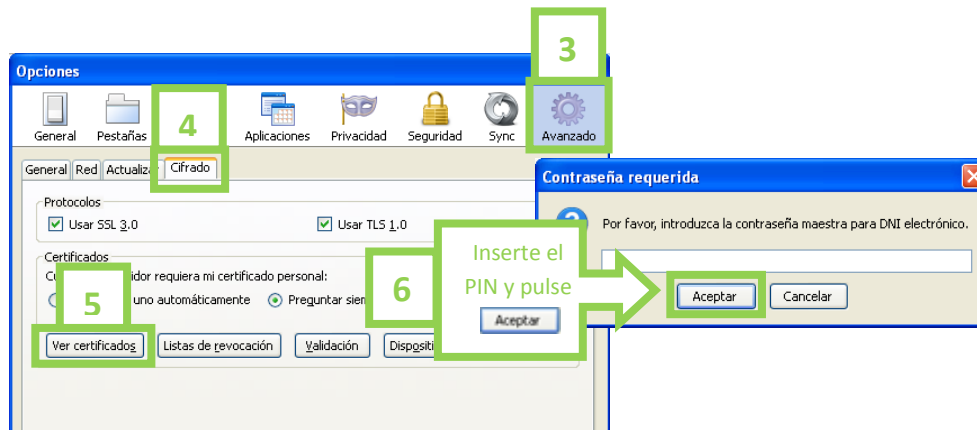 3
Opciones
4
General
Pestañas
Aplicaciones
Privacidad
Seguridad
Sync
Avanzado
General Red Actualiza Cifrado
Contraseña requerida
Protocolos
Usar SSL 3.0
Usar TLS 1.0
Por favor, introduzca la contraseña maestra para DNI electrónico.
Certificados
idor requiera mi certificado personal:
5
uno automáticamente
Preguntar sien
6
Inserte el
PIN y pulse
Aceptar
Aceptar
Cancelar
Ver certificados
Listas de revocación
Validación
Dispositi